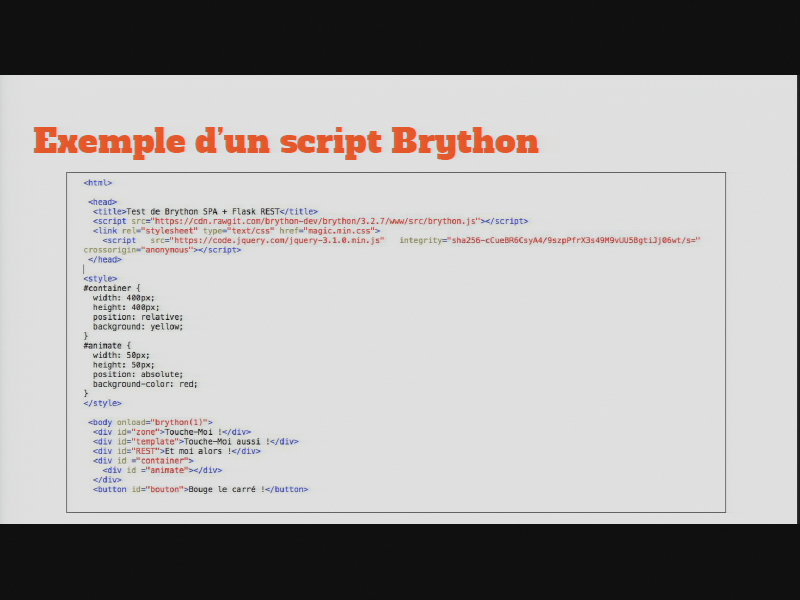 Exemple d'un script Brython
<html>
<head>
<title>Test de Brython SPA + Flask REST</title>
<script src="https://cdn.rawgit.com/brython-dev/brython/3.2.7/www/src/brython.js"></script>
<link rel="stylesheet" type="text/css" href="magic.min.css">
<script src="https://code.jquery.com/jquery-3.1.0.min.js" integrity="sha256-cCueBR6CsyA4/9szpPfrX3s49M9vUU5BgtiJj06wt/s="
crossorigin="anonymous"></script>
</head>
<style>
#container {
width: 400px;
height: 400px;
position: relative;
background: yellow;
}
#animate {
width: 50px;
height: 50px;
position: absolute;
background-color: red;
}
</style>
<body onload="brython(1)">
<div id="zone">Touche-Moi !</div>
<div id="template">Touche-Moi aussi !</div>
<div id="REST">Et moi alors !</div>
<div id ="container">
<div id ="animate"></div>
</div>
<button id="bouton">Bouge le carré !</button>